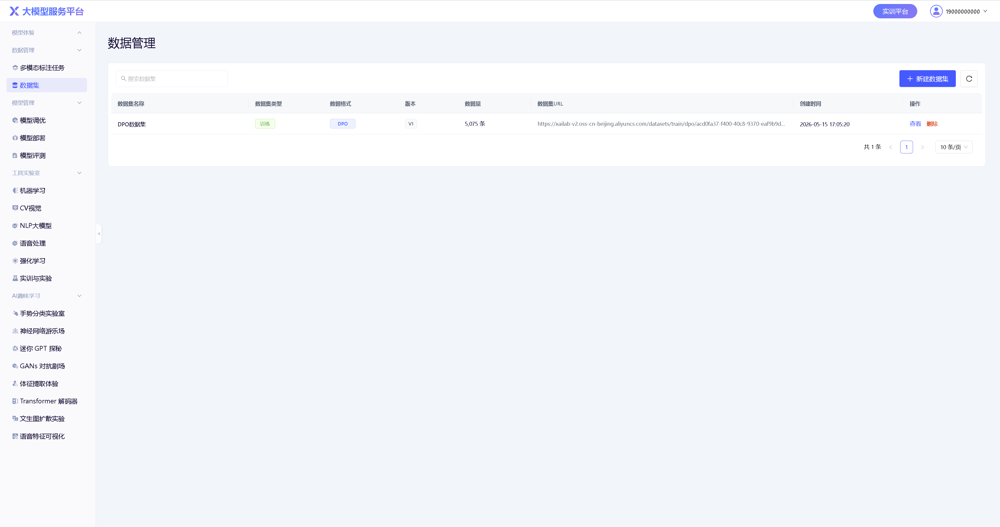 大模型服务平台
实训平台
19000000000
模型体验
数据管理
多模态标注任务
数据集
模型管理
模型调优
模型部署
模型评测
工具实验室
机器学习
CV视觉
NLP大模型
语音处理
强化学习
实训与实验
AI趣味学习
手势分类实验室
神经网络游乐场
迷你 GPT 探秘
GANs 对抗剧场
体征提取体验
Transformer 解码器
文生图扩散实验
语音特征可视化
数据管理
搜索数据集
新建数据集
数据集名称 数据集类型 数据格式 版本 数据量 数据集URL 创建时间 操作
DPO数据集 训练 DPO V1 5,075 条 https://xailab-v2.oss-cn-beijing.aliyuncs.com/datasets/train/dpo/acd0fa37-f400-40c8-9370-eaf9b9d... 2026-05-15 17:05:20 查看 删除
共 1 条 1 10 条/页